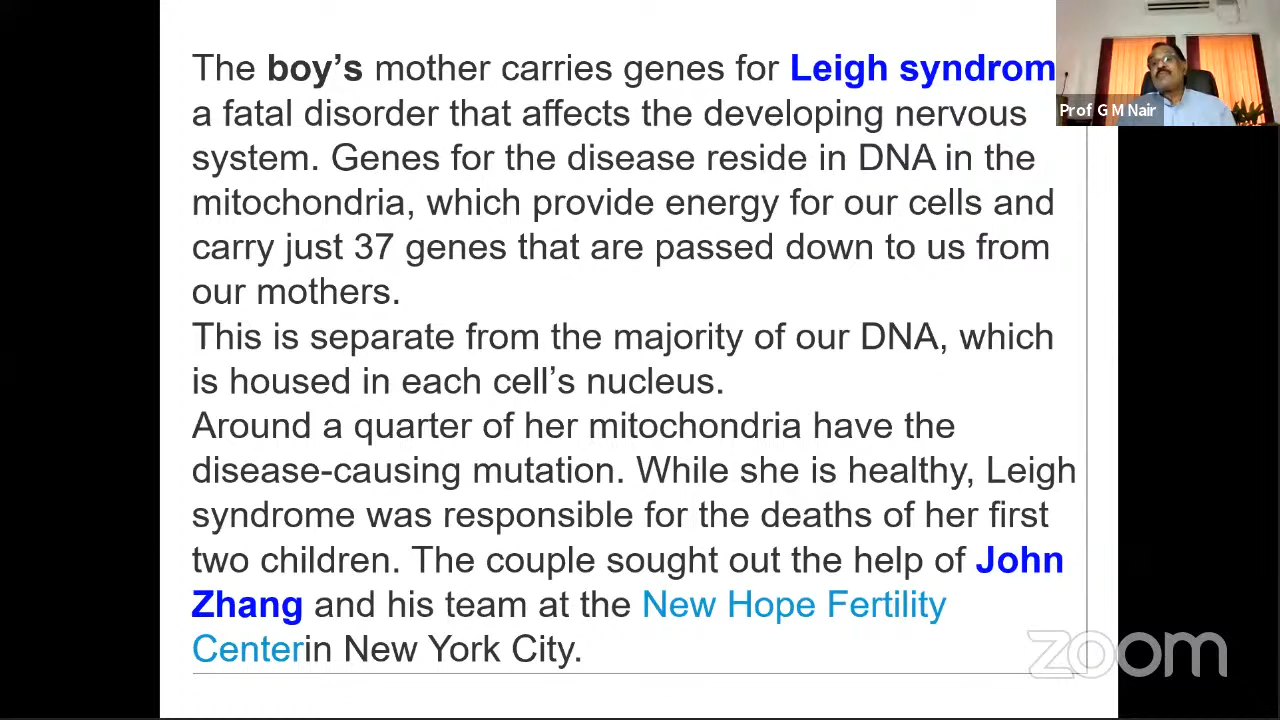 The boy's mother carries genes for Leigh syndrom
a fatal disorder that affects the developing nervous
system. Genes for the disease reside in DNA in the
mitochondria, which provide energy for our cells and
carry just 37 genes that are passed down to us from
our mothers.
This is separate from the majority of our DNA, which
is housed in each cell's nucleus.
Around a quarter of her mitochondria have the
disease-causing mutation. While she is healthy, Leigh
syndrome was responsible for the deaths of her first
two children. The couple sought out the help of John
Zhang and his team at the New Hope Fertility
Centerin New York City.
Prof G M Nair
zoom